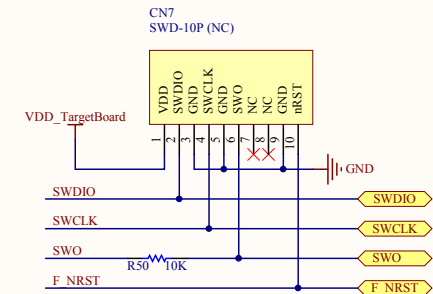 CN7
SWD-10P (NC)
VDD
SWDIO
GND
SWCLK
GND
SWO
NC
NC
GND
nRST
VDD_TargetBoard
1
2
3
4
5
6
7
8
9
10
GND
SWDIO
SWDIO
SWCLK
SWCLK
SWO
SWO
R50 10K
F_NRST
F_NRST